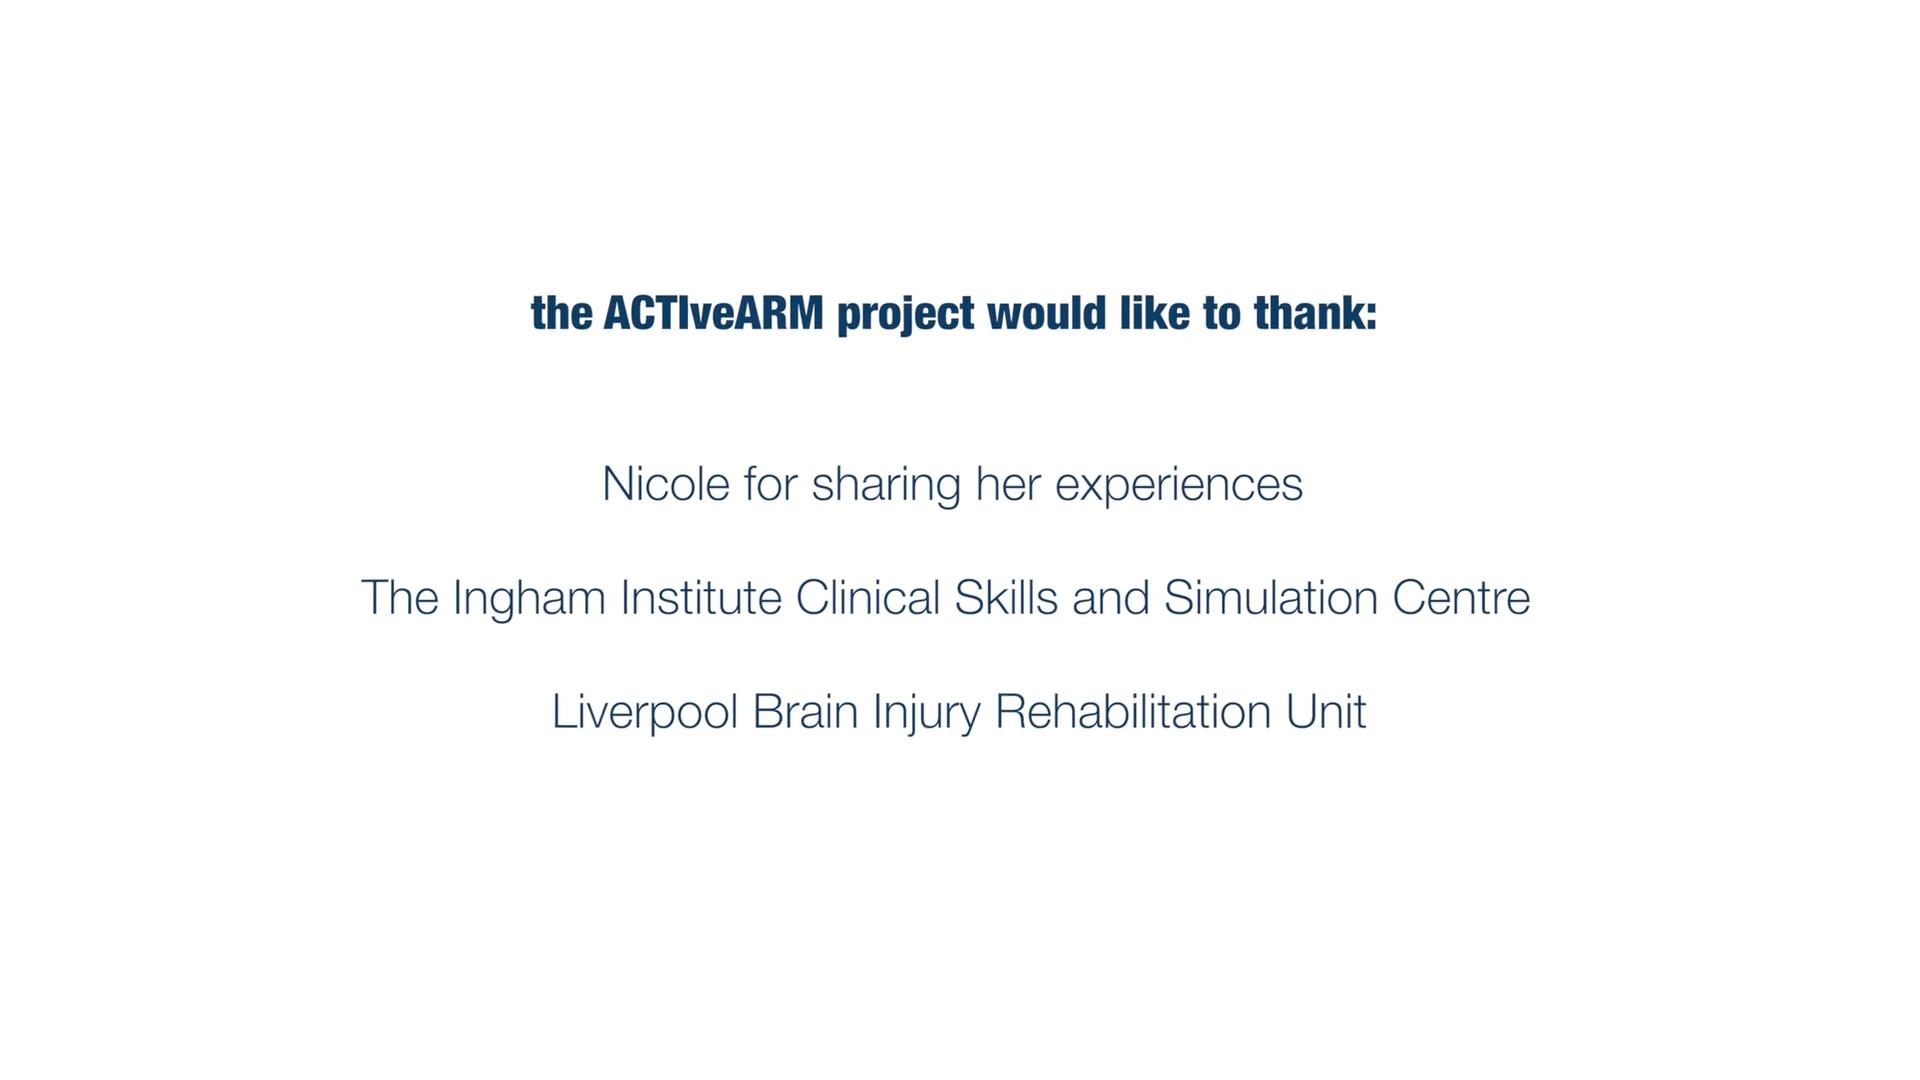 the ACTIveARM project would like to thank:
Nicole for sharing her experiences
The Ingham Institute Clinical Skills and Simulation Centre
Liverpool Brain Injury Rehabilitation Unit